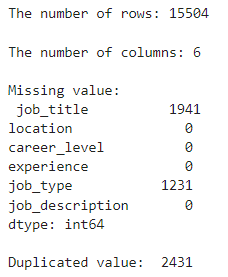 The number of rows: 15504
The number of columns: 6
Missing value:
job_title 1941
location 0
career_level 0
experience 0
job_type 1231
job_description 0
dtype: int64
Duplicated value: 2431